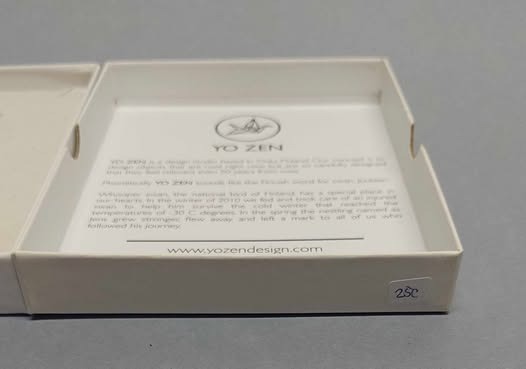 YO ZEN
YO ZEN is a design studio based in Finland. Our concept is to
design objects that are cool right now but are so carefully designed
that they feel relevant even 50 years from now.
Phonetically YO ZEN sounds like the Finnish word for swan, Joutsen.
Whooper swan, the national bird of Finland has a special place in
our hearts. In the winter of 2010 we fed and took care of an injured
swan to help him survive the cold winter that reached the
temperatures of -30 C degrees. In the spring the nestling named as
Jens grew stronger, flew away and left a mark to all of us who
followed his journey.
www.yozendesign.com